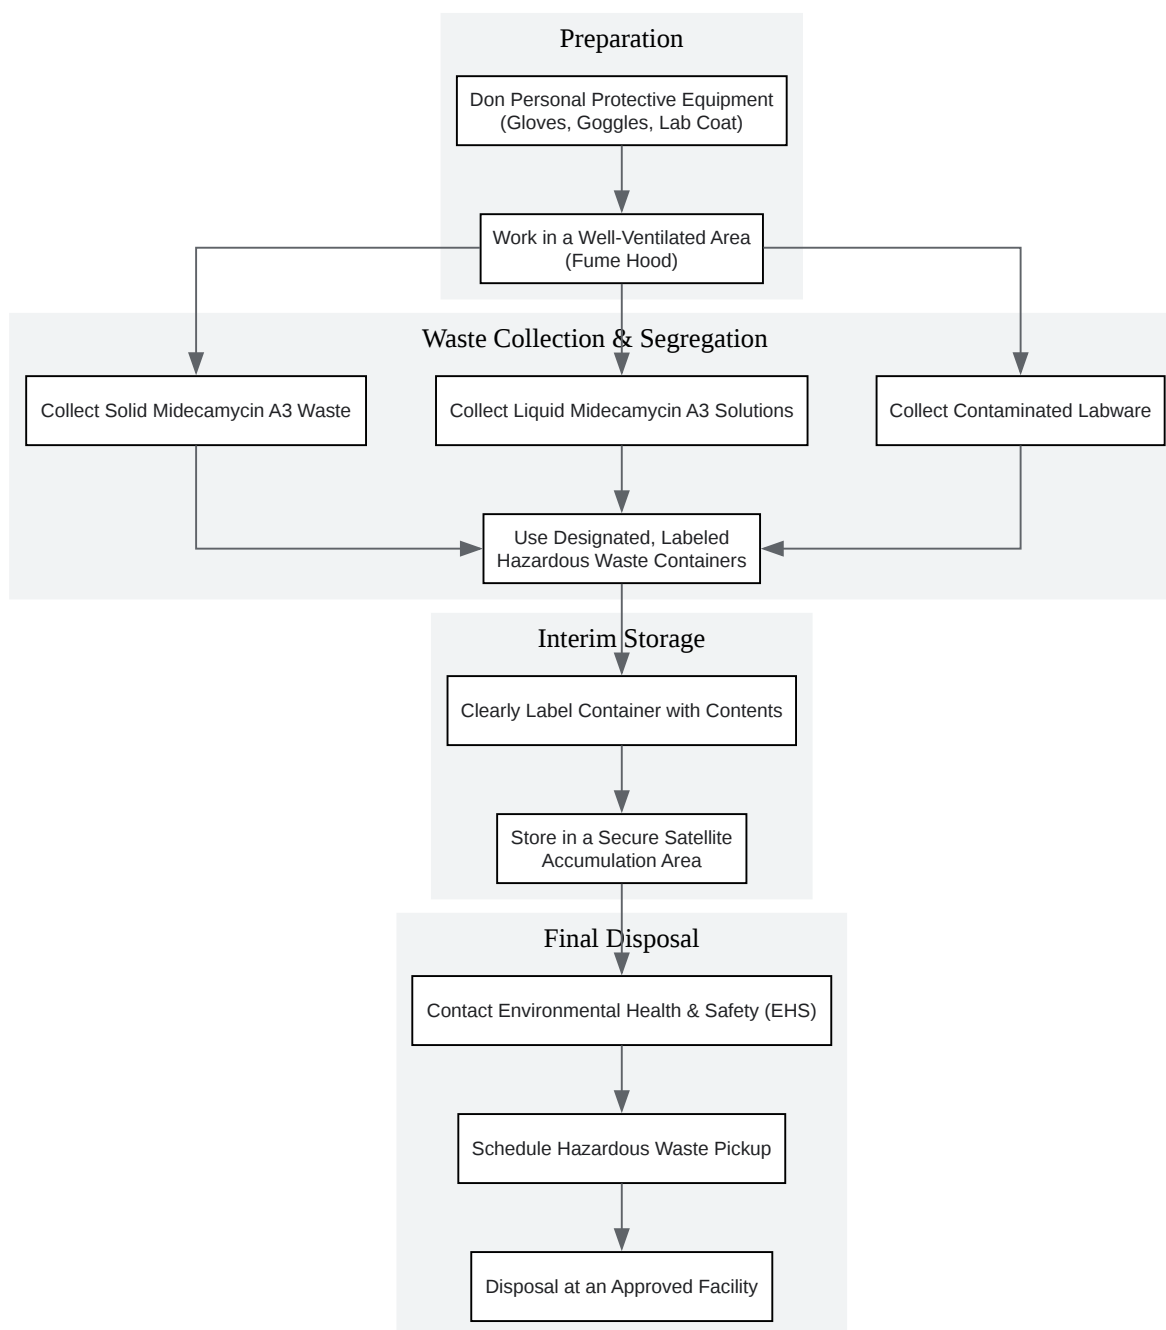 Preparation
Don Personal Protective Equipment
(Gloves, Goggles, Lab Coat)
Work in a Well-Ventilated Area
(Fume Hood)
Waste Collection & Segregation
Collect Solid Midecamycin A3 Waste
Collect Liquid Midecamycin A3 Solutions
Collect Contaminated Labware
Use Designated, Labeled
Hazardous Waste Containers
Interim Storage
Clearly Label Container with Contents
Store in a Secure Satellite
Accumulation Area
Final Disposal
Contact Environmental Health & Safety (EHS)
Schedule Hazardous Waste Pickup
Disposal at an Approved Facility